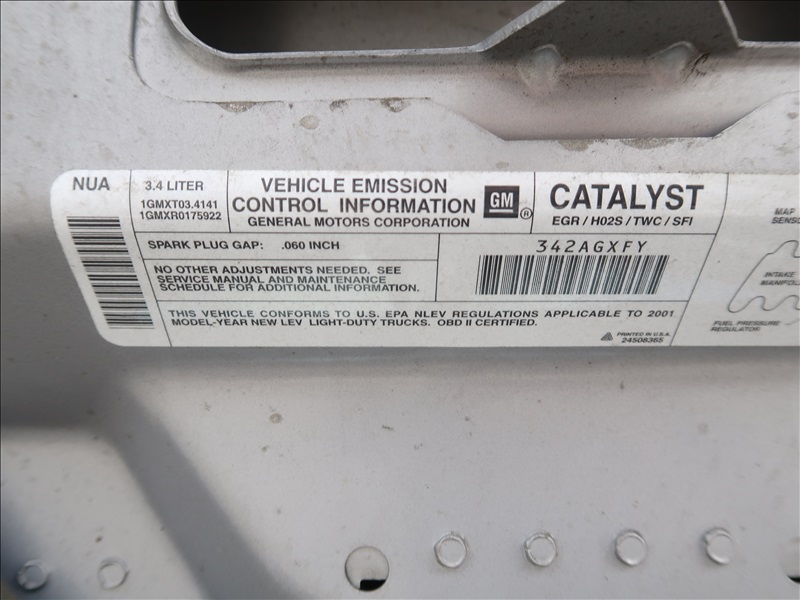 NUA
3.4 LITER
1GMXT03.4141
1GMXR0175922
VEHICLE EMISSION
CONTROL INFORMATION
GENERAL MOTORS CORPORATION
GM
®
CATALYST
EGR / H02S / TWC / SFI
SPARK PLUG GAP: .060 INCH
342AGXFY
NO OTHER ADJUSTMENTS NEEDED. SEE
SERVICE MANUAL AND MAINTENANCE
SCHEDULE FOR ADDITIONAL INFORMATION.
THIS VEHICLE CONFORMS TO U.S. EPA NLEV REGULATIONS APPLICABLE TO 2001
MODEL-YEAR NEW LEV LIGHT-DUTY TRUCKS. OBD II CERTIFIED.
PRINTED IN U.S.A.
24508365
MAP
SENSO
INTAKE
MANIFOLD
FUEL PRESSURE
REGULATOR